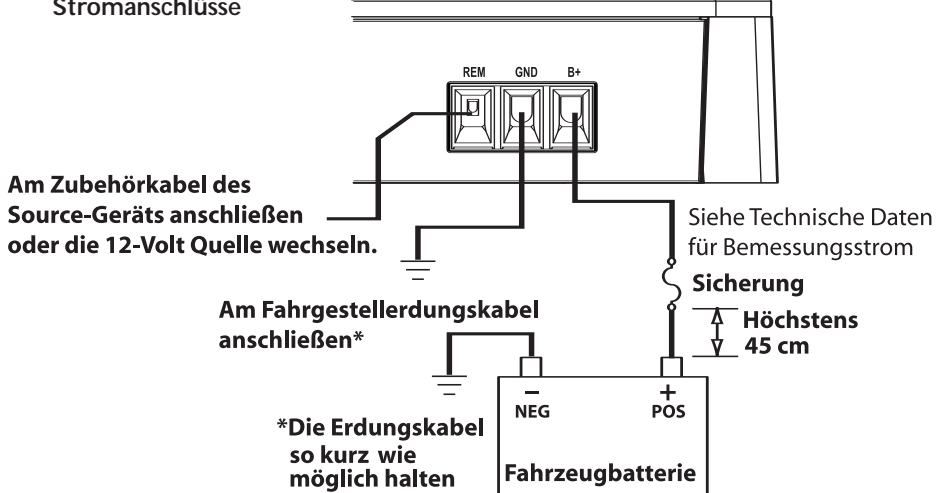 Stromanschlüsse
REM GND B+
Am Zubehörkabel des
Source-Geräts anschließen
oder die 12-Volt Quelle wechseln.
Siehe Technische Daten
für Bemessungsstrom
Sicherung
Höchstens
45 cm
Am Fahrgestellerdungskabel
anschließen*
− +
NEG POS
*Die Erdungskabel
so kurz wie
möglich halten
Fahrzeugbatterie